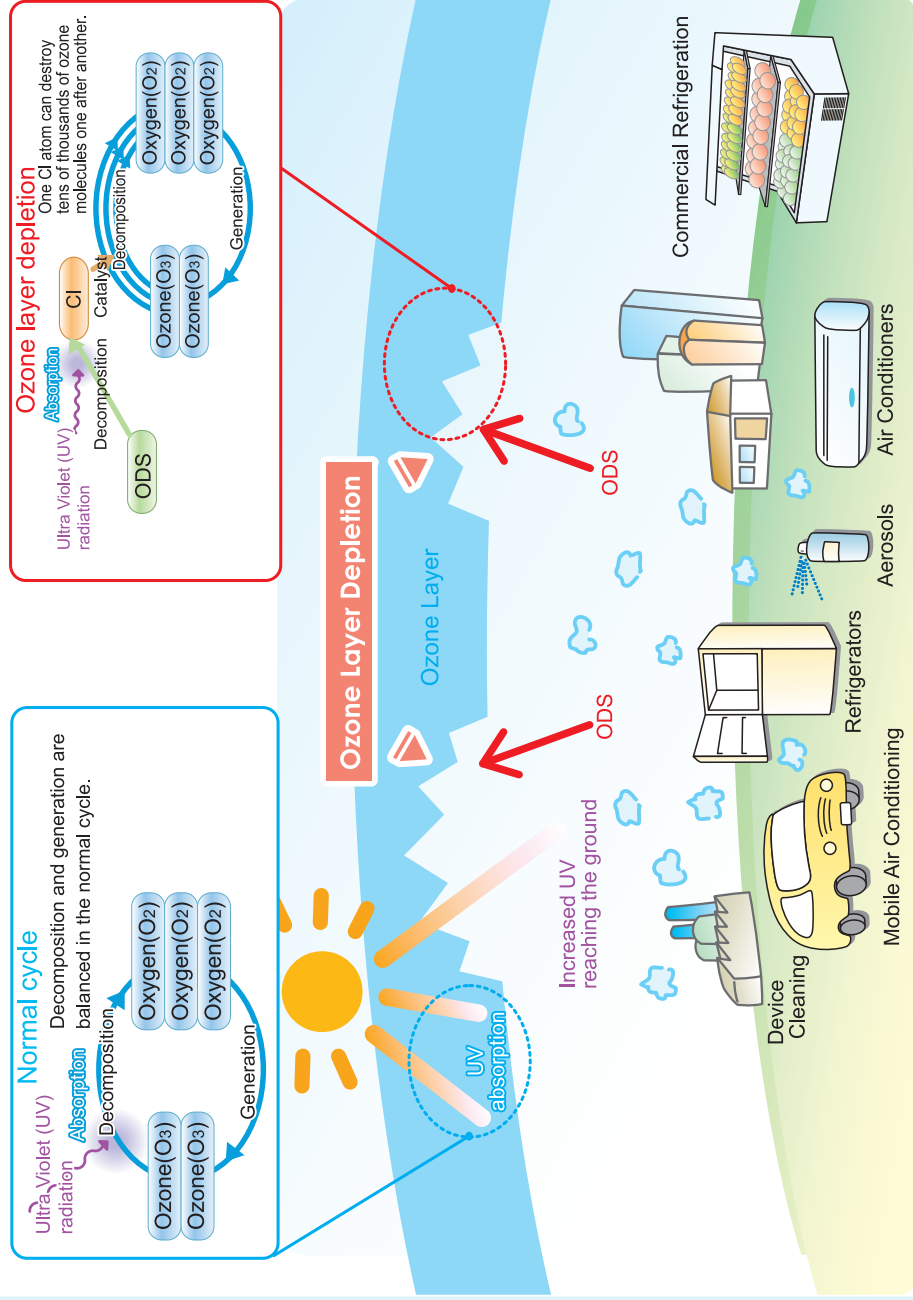 Normal cycle
Ultra Violet (UV)
radiation
Absorption
Decomposition
Decomposition and generation are
balanced in the normal cycle.
Ozone(O3)
Ozone(O3)
Oxygen(O2)
Oxygen(O2)
Oxygen(O2)
Generation
Ozone layer depletion
Ultra Violet (UV)
radiation
Absorption
Decomposition
ODS
Cl
Catalyst
Decomposition
One Cl atom can destroy
tens of thousands of ozone
molecules one after another.
Ozone(O3)
Ozone(O3)
Oxygen(O2)
Oxygen(O2)
Oxygen(O2)
Generation
Ozone Layer Depletion
Ozone Layer
UV
absorption
Increased UV
reaching the ground
ODS
ODS
Device
Cleaning
Mobile Air Conditioning
Refrigerators
Aerosols
Air Conditioners
Commercial Refrigeration